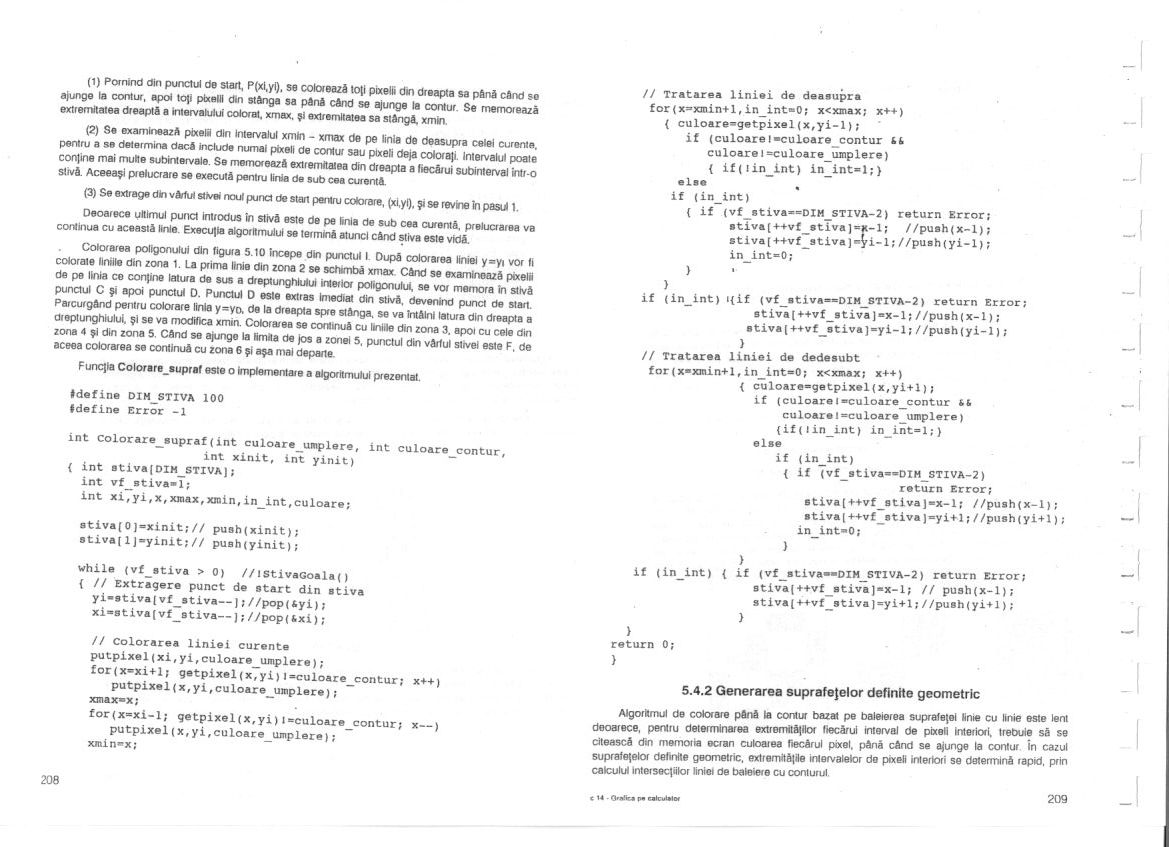 (1) Pornind din punctul de start, P(xi,yi), se colorează toţi pixelii din dreapta sa până când se
ajunge la contur, apoi toţi pixelii din stânga sa până când se ajunge la contur. Se memorează
extremitatea dreaptă a intervalului colorat, xmax, şi extremitatea sa stângă, xmin.
(2) Se examinează pixelii din intervalul xmin – xmax de pe linia de deasupra celei curente,
pentru a se determina dacă include numai pixeli de contur sau pixeli deja coloraţi. Intervalul poate
conţine mai multe subintervale. Se memorează extremitatea din dreapta a fiecărui subinterval într-o
stivă. Aceeaşi prelucrare se execută pentru linia de sub cea curentă.
(3) Se extrage din vârful stivei noul punct de start pentru colorare, (xi,yi), şi se revine în pasul 1.
Deoarece ultimul punct introdus în stivă este de pe linia de sub cea curentă, prelucrarea va
continua cu această linie. Execuţia algoritmului se termină atunci când stiva este vidă.
Colorarea poligonului din figura 5.10 începe din punctul I. După colorarea liniei y=yI vor fi
colorate liniile din zona 1. La prima linie din zona 2 se schimbă xmax. Când se examinează pixelii
de pe linia ce conţine latura de sus a dreptunghiului interior poligonului, se vor memora în stivă
punctul C şi apoi punctul D. Punctul D este extras imediat din stivă, devenind punct de start.
Parcurgând pentru colorare linia y=yD, de la dreapta spre stânga, se va întâlni latura din dreapta a
dreptunghiului, şi se va modifica xmin. Colorarea se continuă cu liniile din zona 3, apoi cu cele din
zona 4 şi din zona 5. Când se ajunge la limita de jos a zonei 5, punctul din vârful stivei este F, de
aceea colorarea se continuă cu zona 6 şi aşa mai departe.
Funcţia Colorare_supraf este o implementare a algoritmului prezentat.
#define DIM_STIVA 100
#define Error -1
int Colorare_supraf(int culoare_umplere, int culoare_contur,
int xinit, int yinit)
{ int stiva[DIM_STIVA];
int vf_stiva=1;
int xi,yi,x,xmax,xmin,in_int,culoare;
stiva[0]=xinit;// push(xinit);
stiva[1]=yinit;// push(yinit);
while (vf_stiva > 0) //!StivaGoala()
{ // Extragere punct de start din stiva
yi=stiva[vf_stiva--];//pop(&yi);
xi=stiva[vf_stiva--];//pop(&xi);
// Colorarea liniei curente
putpixel(xi,yi,culoare_umplere);
for(x=xi+1; getpixel(x,yi)!=culoare_contur; x++)
putpixel(x,yi,culoare_umplere);
xmax=x;
for(x=xi-1; getpixel(x,yi)!=culoare_contur; x--)
putpixel(x,yi,culoare_umplere);
xmin=x;
208
// Tratarea liniei de deasupra
for(x=xmin+1,in_int=0; x<xmax; x++)
{ culoare=getpixel(x,yi-1);
if (culoare!=culoare_contur &&
culoare!=culoare_umplere)
{ if(!in_int) in_int=1;}
else
if (in_int)
{ if (vf_stiva==DIM_STIVA-2) return Error;
stiva[++vf_stiva]=x-1; //push(x-1);
stiva[++vf_stiva]=yi-1;//push(yi-1);
in_int=0;
}
}
if (in_int) {if (vf_stiva==DIM_STIVA-2) return Error;
stiva[++vf_stiva]=x-1;//push(x-1);
stiva[++vf_stiva]=yi-1;//push(yi-1);
}
// Tratarea liniei de dedesubt
for(x=xmin+1,in_int=0; x<xmax; x++)
{ culoare=getpixel(x,yi+1);
if (culoare!=culoare_contur &&
culoare!=culoare_umplere)
{if(!in_int) in_int=1;}
else
if (in_int)
{ if (vf_stiva==DIM_STIVA-2)
return Error;
stiva[++vf_stiva]=x-1; //push(x-1);
stiva[++vf_stiva]=yi+1;//push(yi+1);
in_int=0;
}
}
if (in_int) { if (vf_stiva==DIM_STIVA-2) return Error;
stiva[++vf_stiva]=x-1; // push(x-1);
stiva[++vf_stiva]=yi+1;//push(yi+1);
}
}
return 0;
}
5.4.2 Generarea suprafeţelor definite geometric
Algoritmul de colorare până la contur bazat pe baleierea suprafeţei linie cu linie este lent
deoarece, pentru determinarea extremităţilor fiecărui interval de pixeli interiori, trebuie să se
citească din memoria ecran culoarea fiecărui pixel, până când se ajunge la contur. În cazul
suprafeţelor definite geometric, extremităţile intervalelor de pixeli interiori se determină rapid, prin
calculul intersecţiilor liniei de baleiere cu conturul.
c 14 - Grafica pe calculator
209